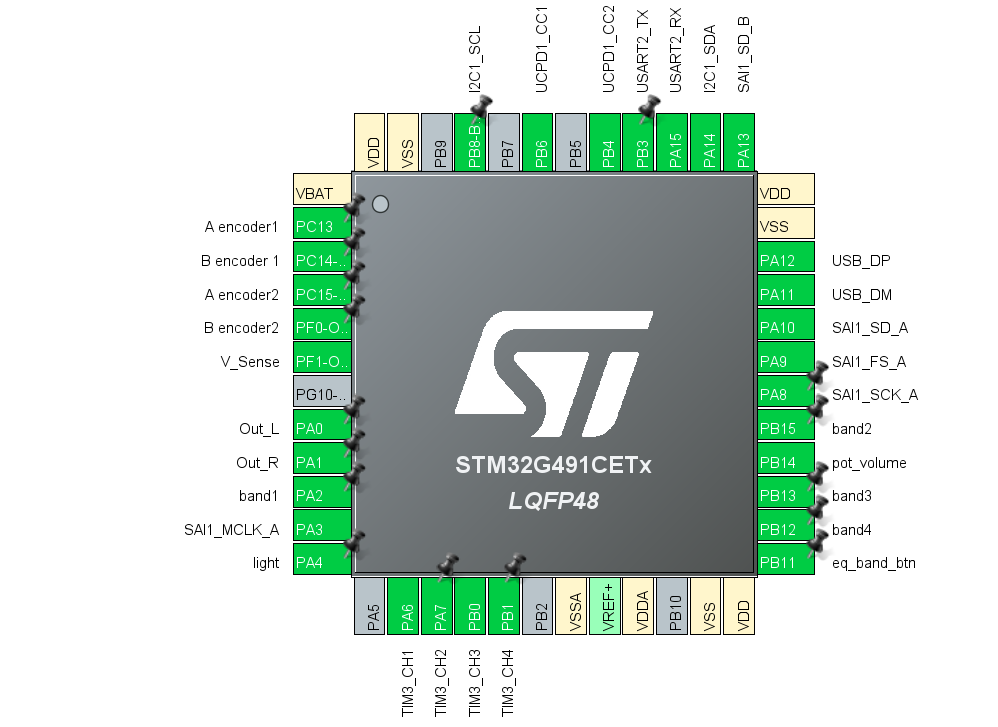 I2C1_SCL
UCPD1_CC1
UCPD1_CC2
USART2_TX
USART2_RX
I2C1_SDA
SAI1_SD_B
VDD
VSS
PB9
PB8-B..
PB7
PB6
PB5
PB4
PB3
PA15
PA14
PA13
VBAT
A encoder1 PC13
B encoder 1 PC14-..
A encoder2 PC15-..
B encoder2 PF0-O..
V_Sense PF1-O..
PG10-..
Out_L PA0
Out_R PA1
band1 PA2
SAI1_MCLK_A PA3
light PA4
ST
STM32G491CETx
LQFP48
VDD
VSS
PA12 USB_DP
PA11 USB_DM
PA10 SAI1_SD_A
PA9 SAI1_FS_A
PA8 SAI1_SCK_A
PB15 band2
PB14 pot_volume
PB13 band3
PB12 band4
PB11 eq_band_btn
PA5
PA6
PA7
PB0
PB1
PB2
VSSA
VREF+
VDDA
PB10
VSS
VDD
TIM3_CH1
TIM3_CH2
TIM3_CH3
TIM3_CH4